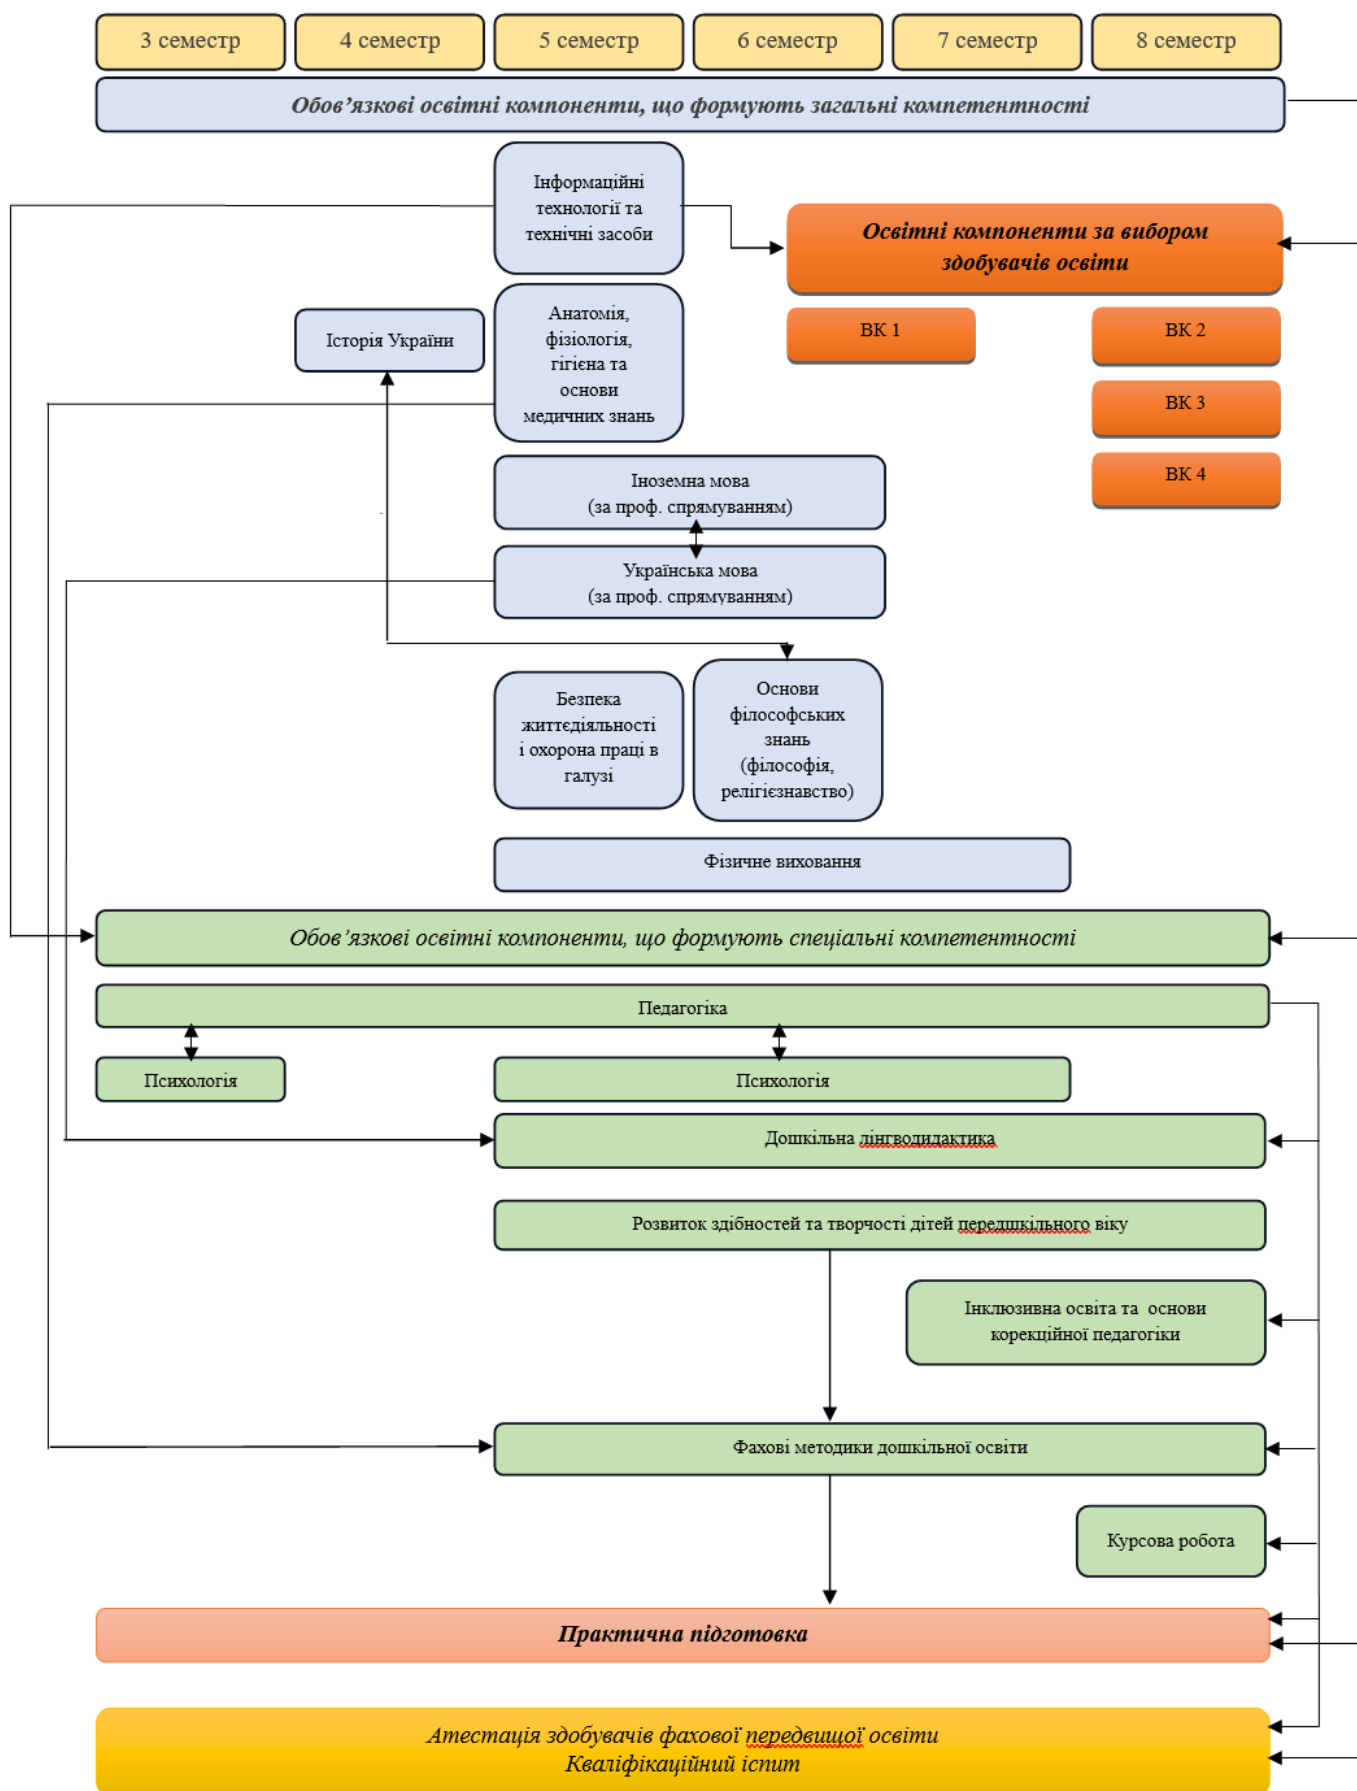 3 семестр
4 семестр
5 семестр
6 семестр
7 семестр
8 семестр
Обов’язкові освітні компоненти, що формують загальні компетентності
Інформаційні
технології та
технічні засоби
Освітні компоненти за вибором
здобувачів освіти
Історія України
Анатомія,
фізіологія,
гігієна та
основи
медичних знань
ВК 1
ВК 2
ВК 3
ВК 4
Іноземна мова
(за проф. спрямуванням)
Українська мова
(за проф. спрямуванням)
Безпека
життєдіяльності
і охорона праці в
галузі
Основи
філософських
знань
(філософія,
релігієзнавство)
Фізичне виховання
Обов’язкові освітні компоненти, що формують спеціальні компетентності
Педагогіка
Психологія
Психологія
Дошкільна лінгводидактика
Розвиток здібностей та творчості дітей передшкільного віку
Інклюзивна освіта та основи
корекційної педагогіки
Фахові методики дошкільної освіти
Курсова робота
Практична підготовка
Атестація здобувачів фахової передвищої освіти
Кваліфікаційний іспит